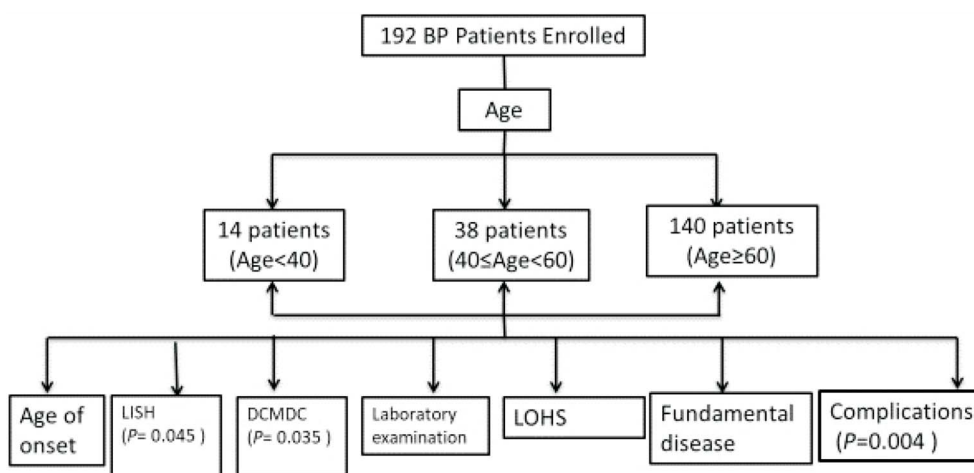 192 BP Patients Enrolled
Age
14 patients
(Age<40)
38 patients
(40≤Age<60)
140 patients
(Age≥60)
Age of
onset
LISH
(P= 0.045 )
DCMDC
(P= 0.035 )
Laboratory
examination
LOHS
Fundamental
disease
Complications
(P=0.004 )